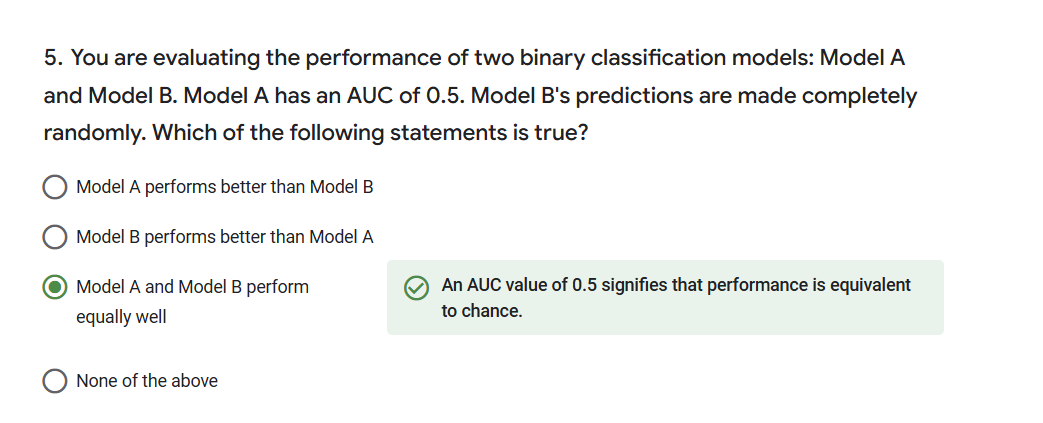 5. You are evaluating the performance of two binary classification models: Model A
and Model B. Model A has an AUC of 0.5. Model B's predictions are made completely
randomly. Which of the following statements is true?
Model A performs better than Model B
Model B performs better than Model A
Model A and Model B perform
equally well
An AUC value of 0.5 signifies that performance is equivalent
to chance.
None of the above